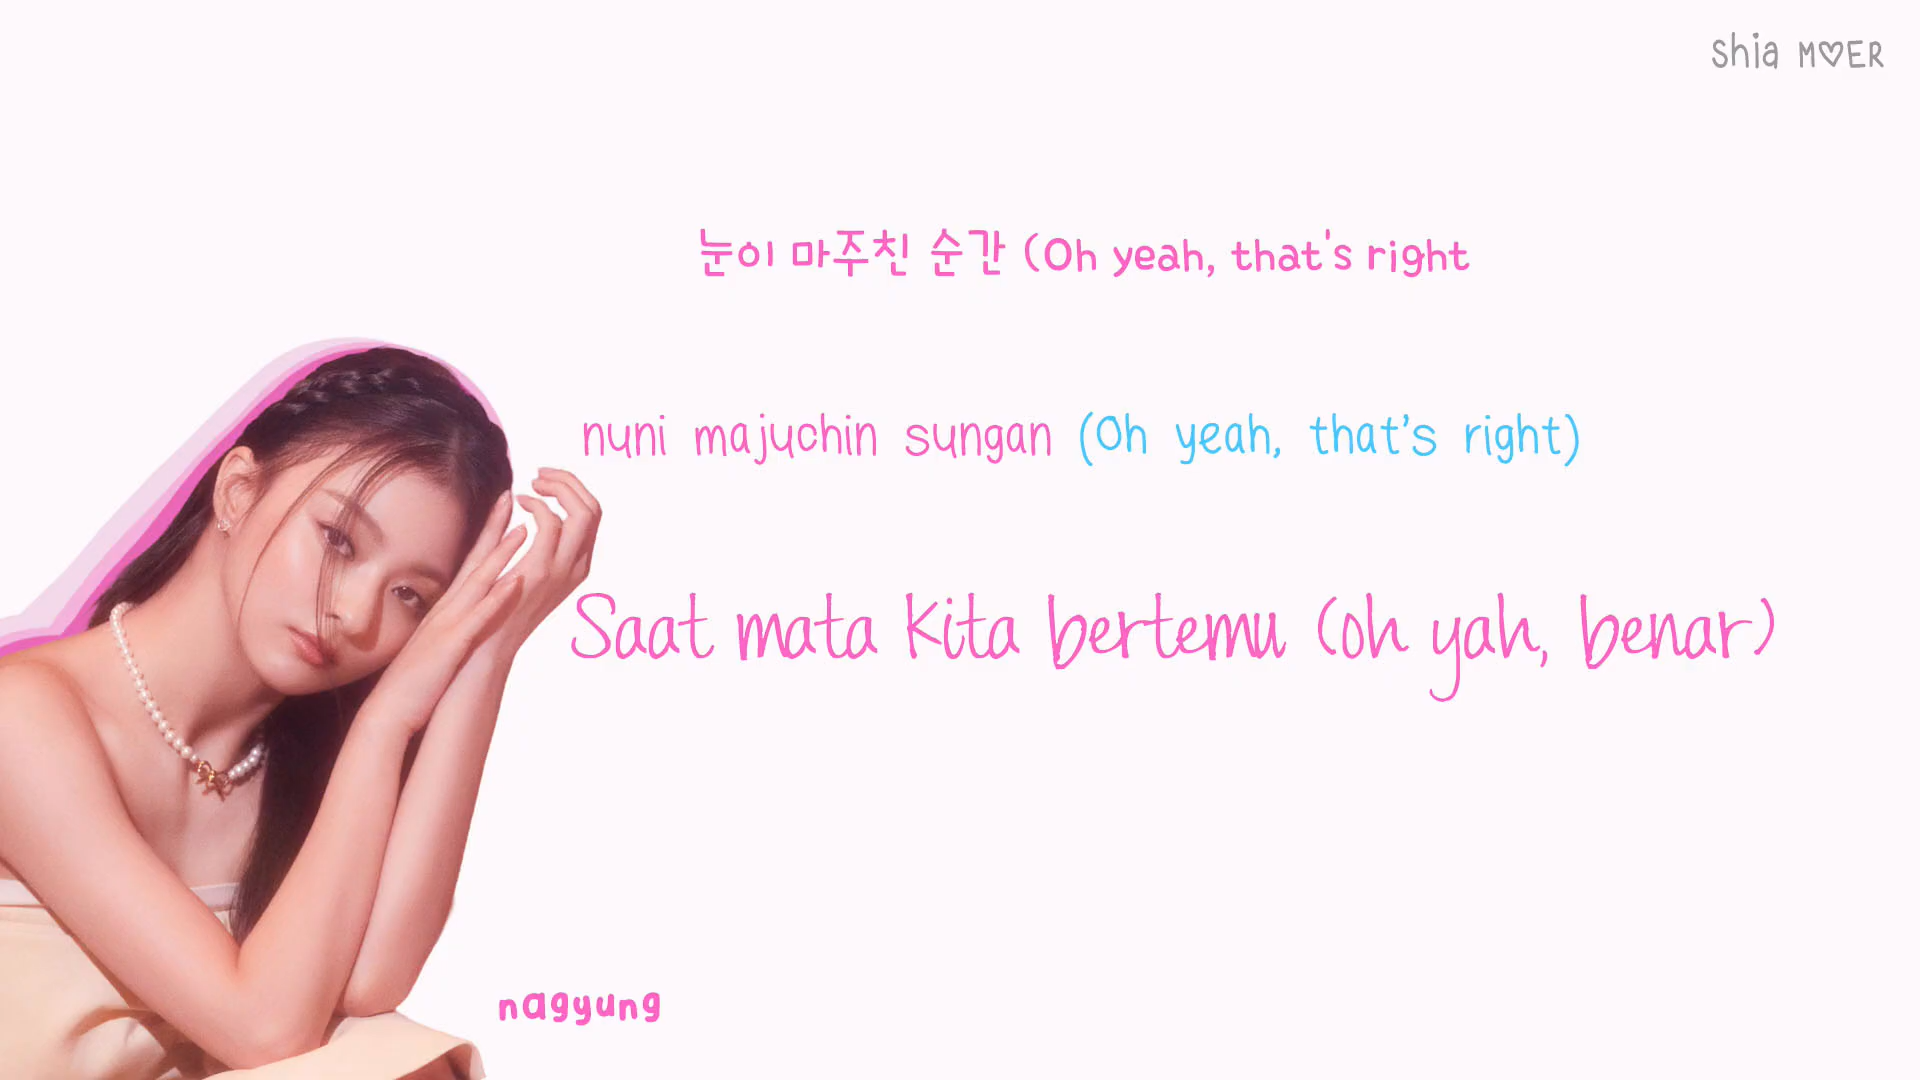 Shia M♡ER
눈이 마주친 순간 (Oh yeah, that's right
nuni majuchin sungan (Oh yeah, that's right)
Saat mata kita bertemu (oh yah, benar)
nagyung